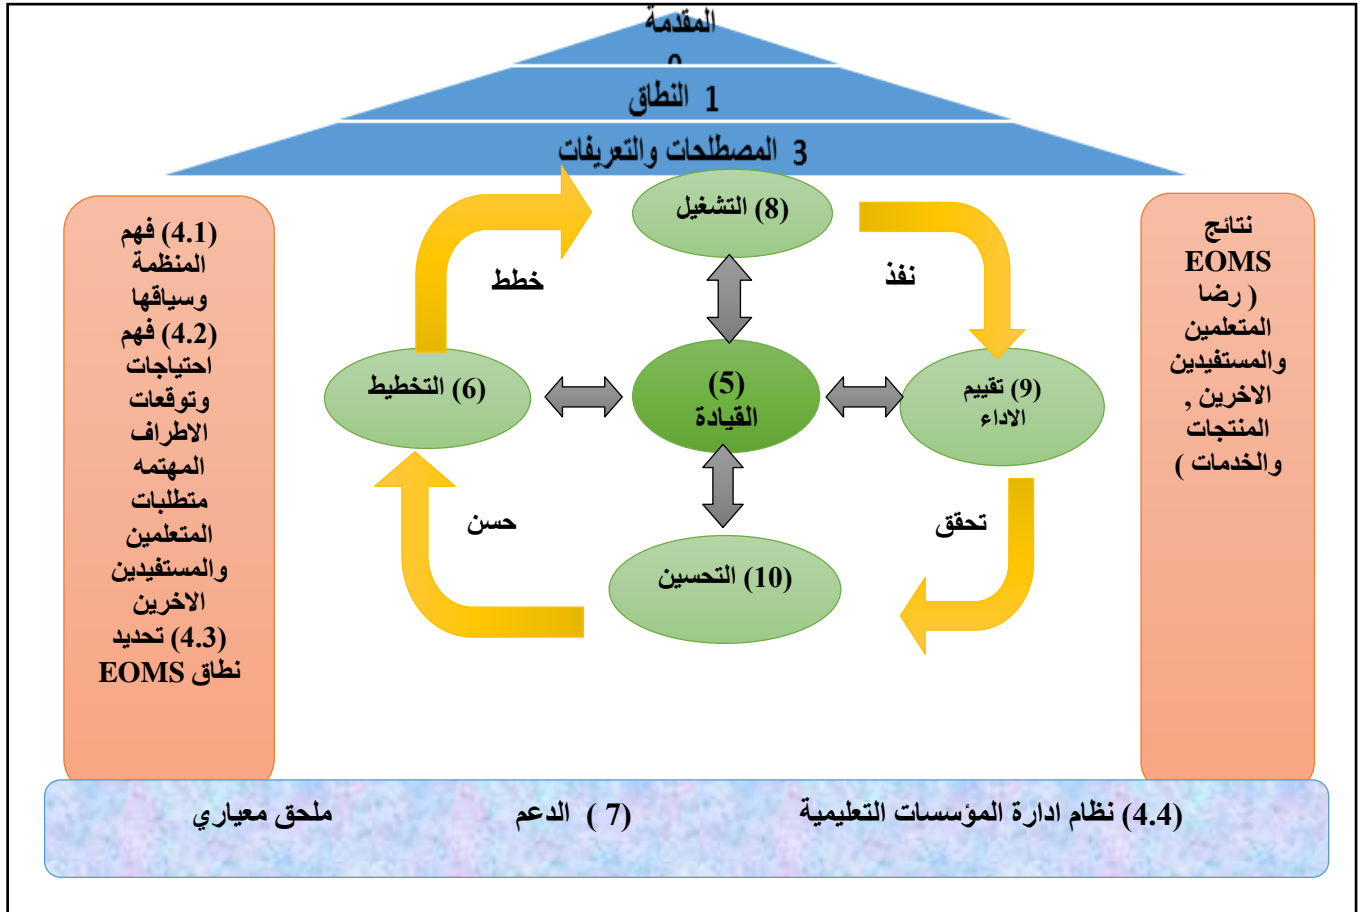 المقدمة
1 النطاق
3 المصطلحات والتعريفات
(4.1) فهم
المنظمة
وسياقها
(4.2) فهم
احتياجات
وتوقعات
الاطراف
المهتمه
متطلبات
المتعلمين
والمستفيدين
الاخرين
(4.3) تحديد
نطاق EOMS
(8) التشغيل
خطط
نفذ
(6) التخطيط
(5)
القيادة
(9) تقييم
الاداء
حسن
تحقق
(10) التحسين
نتائج
EOMS
( رضا
المتعلمين
والمستفيدين
الاخرين ,
المنتجات
والخدمات )
(4.4) نظام ادارة المؤسسات التعليمية
(7 ) الدعم
ملحق معياري